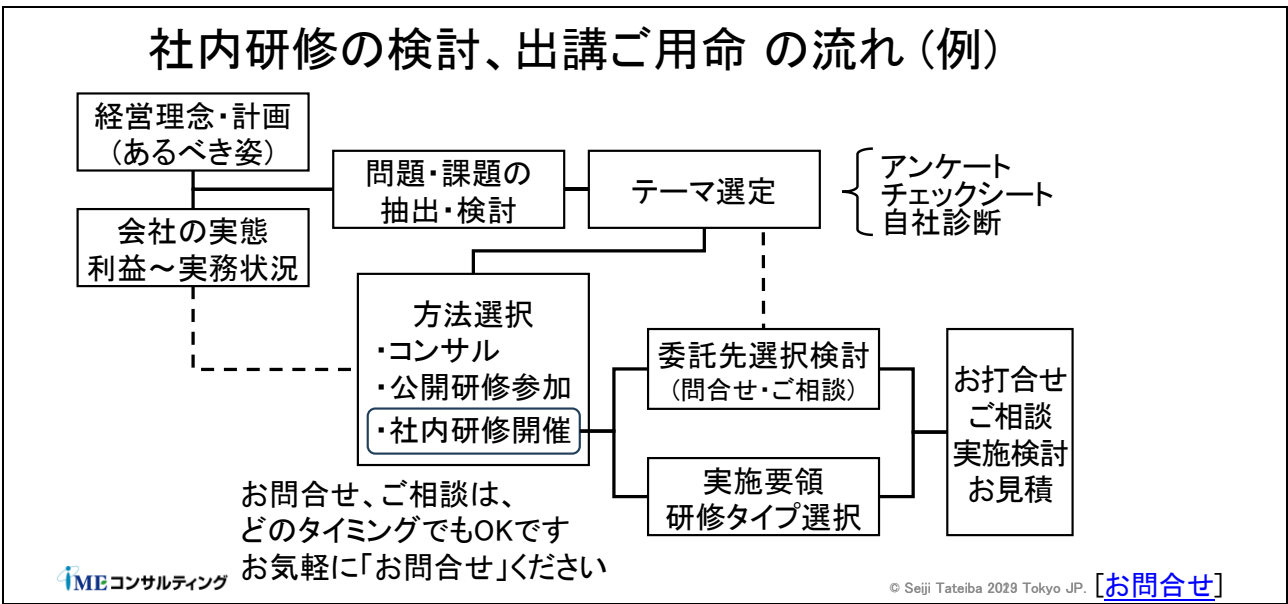 社内研修の検討、出講ご用命 の流れ (例)
経営理念・計画
(あるべき姿)
問題・課題の
抽出・検討
テーマ選定
アンケート
チェックシート
自社診断
会社の実態
利益～実務状況
方法選択
・コンサル
・公開研修参加
・社内研修開催
委託先選択検討
(問合せ・ご相談)
実施要領
研修タイプ選択
お打合せ
ご相談
実施検討
お見積
お問合せ、ご相談は、
どのタイミングでもOKです
お気軽に「お問合せ」ください
iMEコンサルティング
© Seiji Tateiba Tokyo JP. [お問合せ]